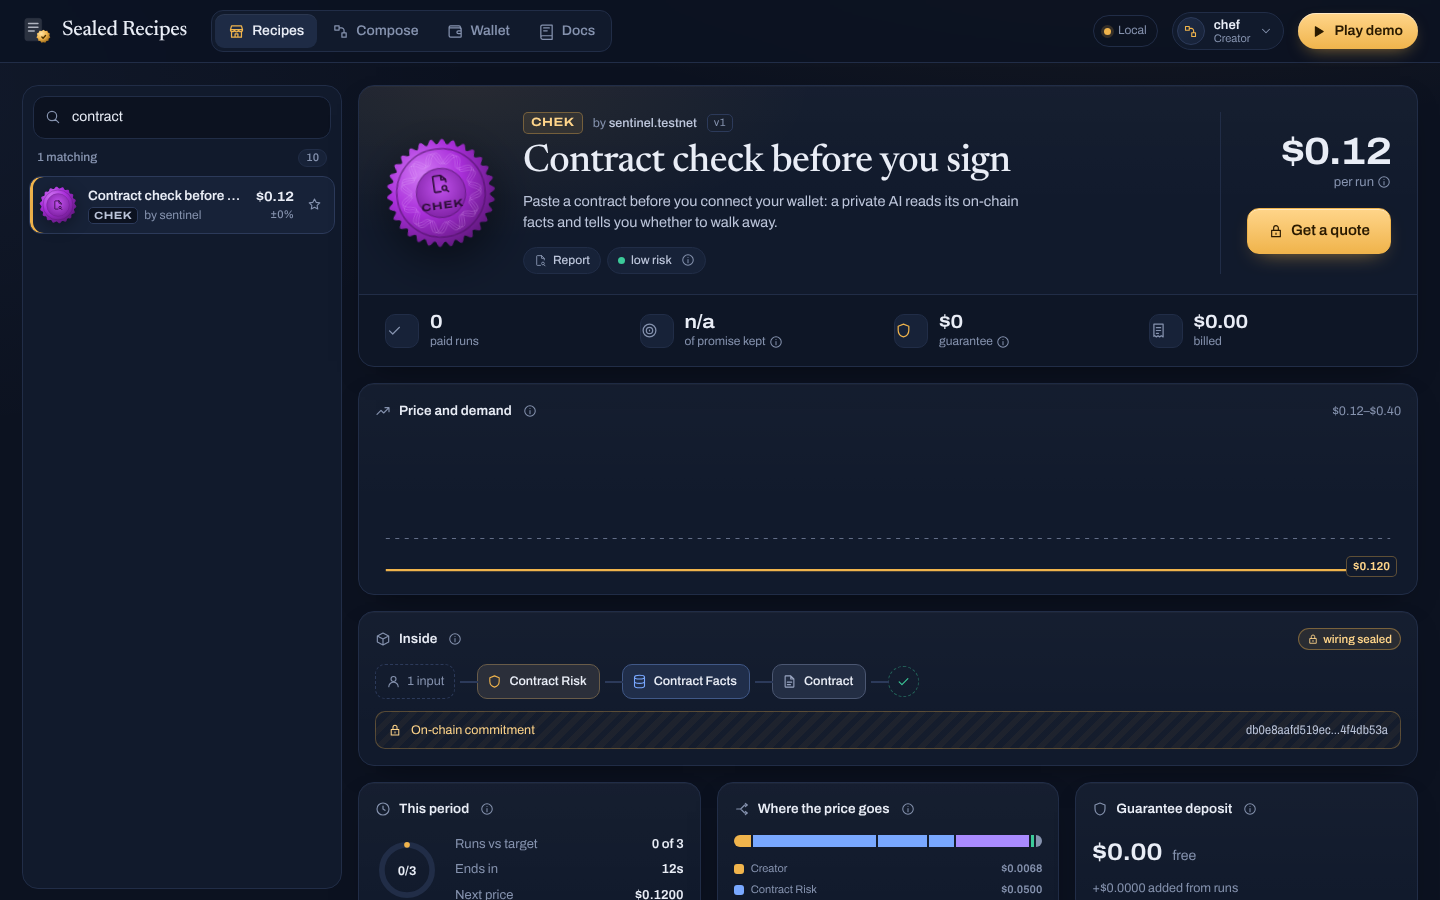 Sealed Recipes
Recipes
Compose
Wallet
Docs
Local
chef
Creator
Play demo
contract
1 matching
10
Contract check before ...
$0.12
CHEK
by sentinel
±0%
CHEK
CHEK
by sentinel.testnet
v1
Contract check before you sign
Paste a contract before you connect your wallet: a private AI reads its on-chain
facts and tells you whether to walk away.
Report
low risk
$0.12
per run
Get a quote
0
paid runs
n/a
of promise kept
$0
guarantee
$0.00
billed
Price and demand
$0.12–$0.40
$0.120
Inside
wiring sealed
1 input
Contract Risk
Contract Facts
Contract
On-chain commitment
db0e8aafd519ec...4f4db53a
This period
0/3
Runs vs target
0 of 3
Ends in
12s
Next price
$0.1200
Where the price goes
Creator
$0.0068
Contract Risk
$0.0500
Guarantee deposit
$0.00
free
+$0.0000 added from runs